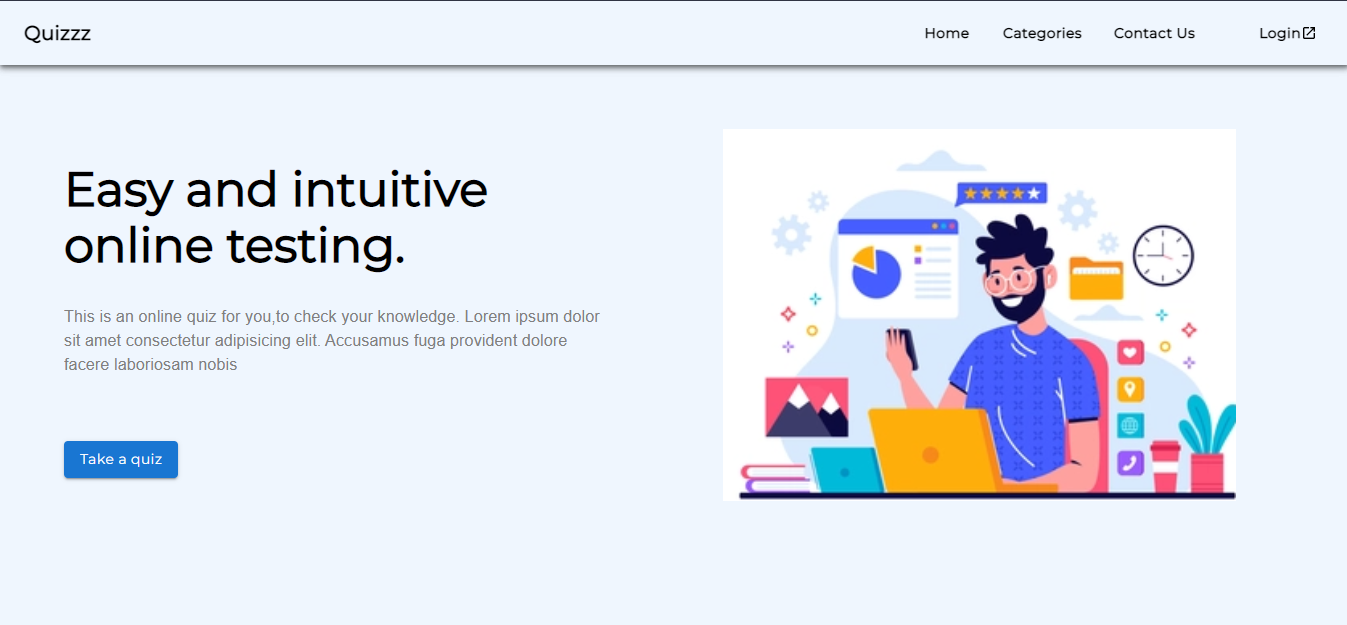 Quizzz
Home
Categories
Contact Us
Login
Easy and intuitive
online testing.
This is an online quiz for you,to check your knowledge. Lorem ipsum dolor
sit amet consectetur adipisicing elit. Accusamus fuga provident dolore
facere laboriosam nobis
Take a quiz